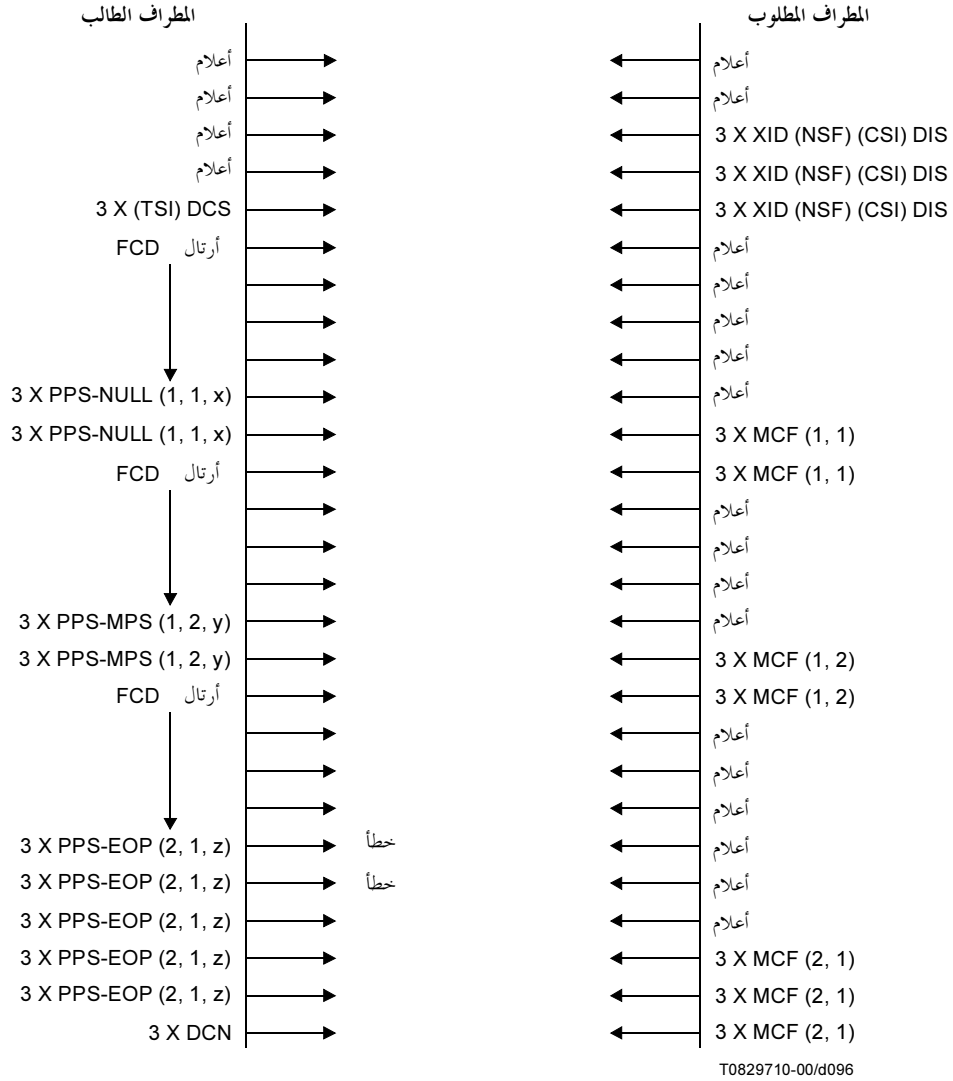 المطراف الطالب
المطراف المطلوب
أعلام
أعلام
أعلام
أعلام
أعلام
3 X XID (NSF) (CSI) DIS
أعلام
3 X XID (NSF) (CSI) DIS
3 X (TSI) DCS
3 X XID (NSF) (CSI) DIS
أرتال FCD
أعلام
أعلام
أعلام
أعلام
3 X PPS-NULL (1, 1, x)
أعلام
3 X PPS-NULL (1, 1, x)
3 X MCF (1, 1)
أرتال FCD
3 X MCF (1, 1)
أعلام
أعلام
أعلام
3 X PPS-MPS (1, 2, y)
أعلام
3 X PPS-MPS (1, 2, y)
3 X MCF (1, 2)
أرتال FCD
3 X MCF (1, 2)
أعلام
أعلام
أعلام
3 X PPS-EOP (2, 1, z)
خطأ
أعلام
3 X PPS-EOP (2, 1, z)
خطأ
أعلام
3 X PPS-EOP (2, 1, z)
أعلام
3 X PPS-EOP (2, 1, z)
3 X MCF (2, 1)
3 X PPS-EOP (2, 1, z)
3 X MCF (2, 1)
3 X DCN
3 X MCF (2, 1)
T0829710-00/d096